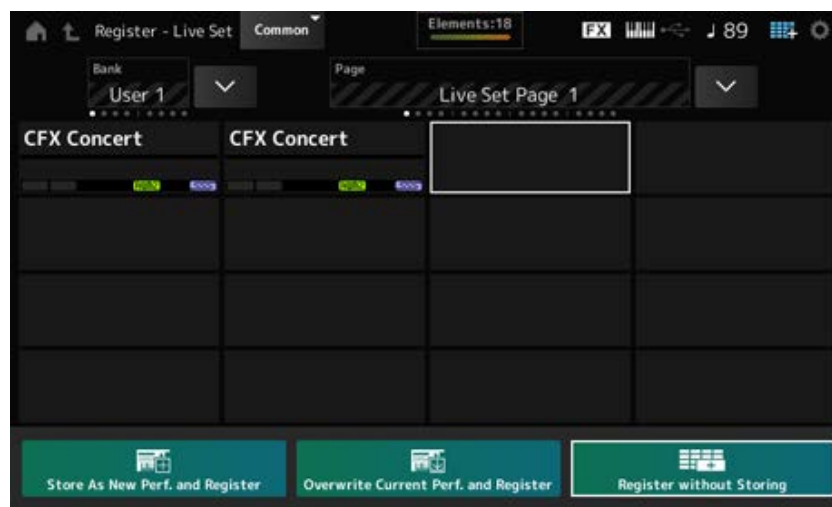 Register - Live Set
Common
Elements:18
FX
♩ 89
Bank
User 1
Page
Live Set Page 1
CFX Concert
CFX Concert
Store As New Perf. and Register
Overwrite Current Perf. and Register
Register without Storing